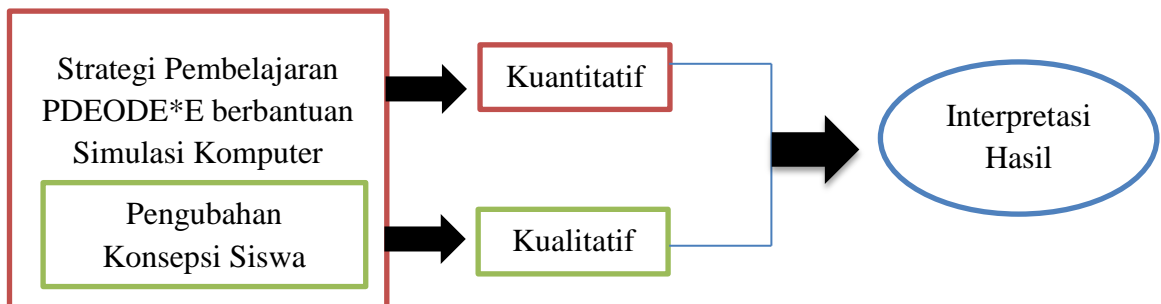 Strategi Pembelajaran
PDEODE*E berbantuan
Simulasi Komputer
Pengubahan
Konsepsi Siswa
Kuantitatif
Kualitatif
Interpretasi
Hasil